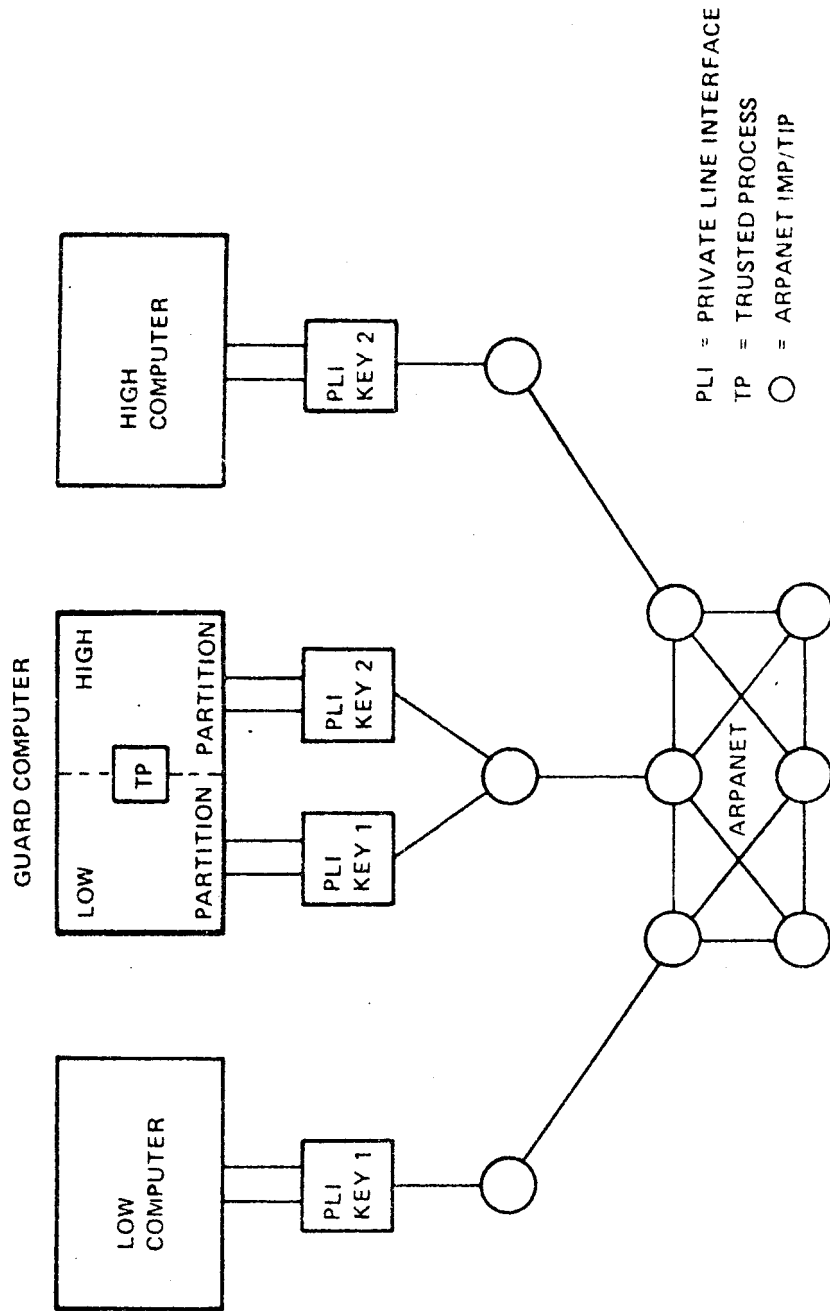 GUARD COMPUTER
LOW
COMPUTER
LOW
PARTITION
TP
HIGH
PARTITION
HIGH
COMPUTER
PLI
KEY 1
PLI
KEY 1
PLI
KEY 2
PLI
KEY 2
ARPANET
PLI = PRIVATE LINE INTERFACE
TP = TRUSTED PROCESS
= ARPANET IMP/TIP